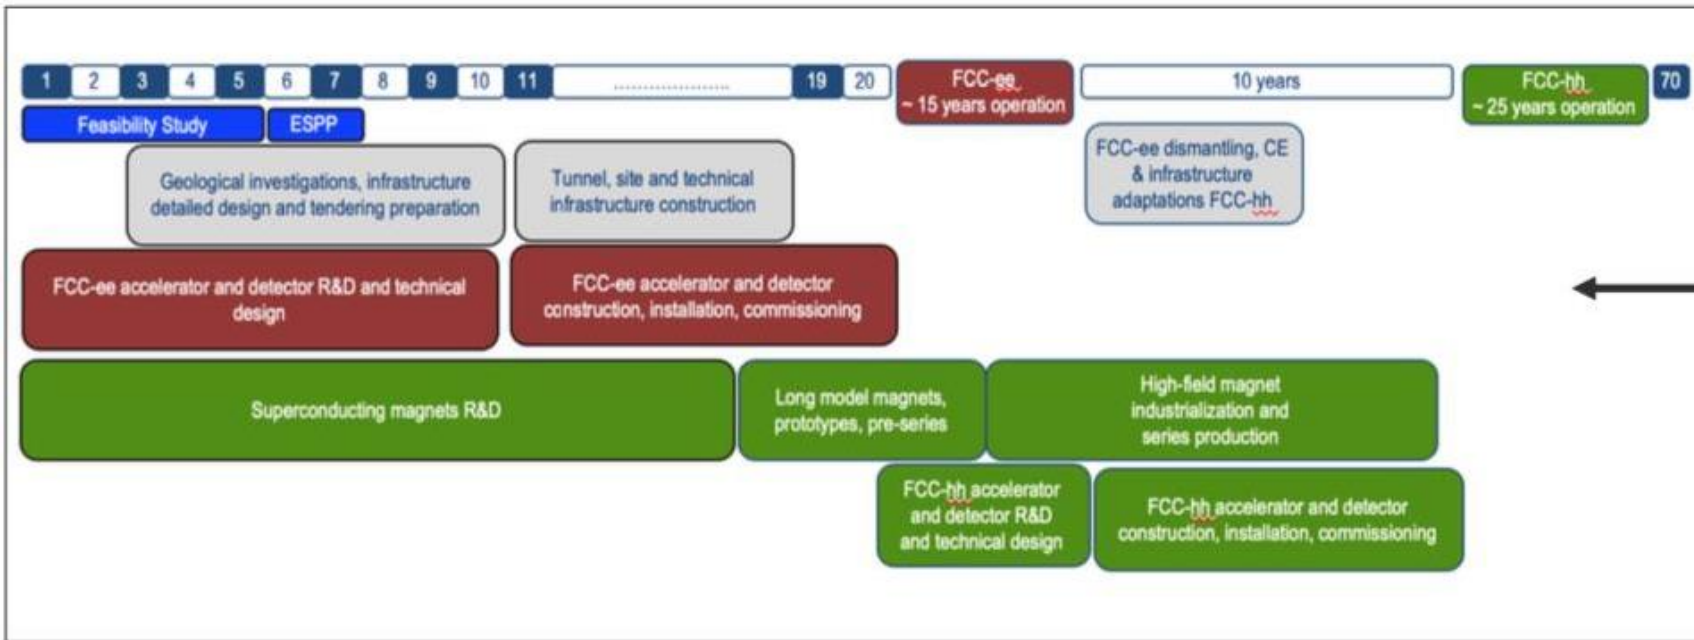 1 2 3 4 5 6 7 8 9 10 11 .................... 19 20
FCC-ee
~ 15 years operation
10 years
FCC-hh
~ 25 years operation
70
Feasibility Study
ESPP
Geological investigations, infrastructure
detailed design and tendering preparation
Tunnel, site and technical
infrastructure construction
FCC-ee dismantling, CE
& infrastructure
adaptations FCC-hh
FCC-ee accelerator and detector R&D and technical
design
FCC-ee accelerator and detector
construction, installation, commissioning
Superconducting magnets R&D
Long model magnets,
prototypes, pre-series
High-field magnet
industrialization and
series production
FCC-hh accelerator
and detector R&D
and technical design
FCC-hh accelerator and detector
construction, installation, commissioning